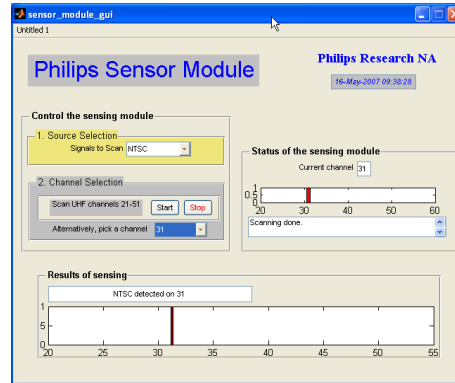 sensor_module_gui
Untitled 1
Philips Sensor Module
Philips Research NA
16-May-2007 09:38:28
Control the sensing module
1. Source Selection
Signals to Scan NTSC
2. Channel Selection
Scan UHF channels 21-51 Start Stop
Alternatively, pick a channel 31
Status of the sensing module
Current channel 31
1
0.5
0
20 30 40 50 60
Scanning done.
Results of sensing
NTSC detected on 31
1
5
0
20 25 30 35 40 45 50 55